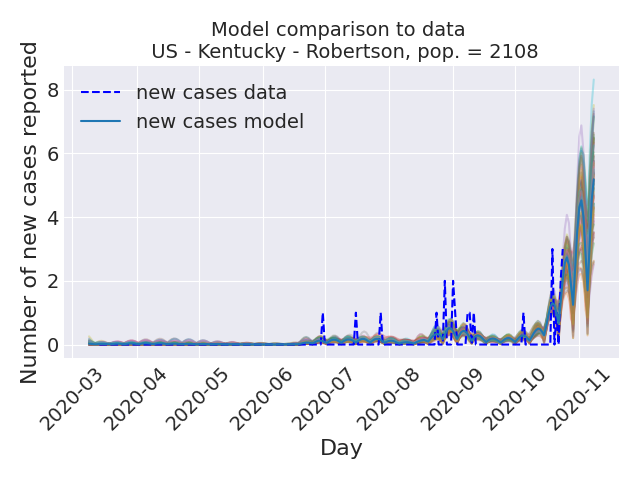 Model comparison to data
US - Kentucky - Robertson, pop. = 2108
Number of new cases reported
8
6
4
2
0
new cases data
new cases model
2020-03
2020-04
2020-05
2020-06
2020-07
2020-08
2020-09
2020-10
2020-11
Day